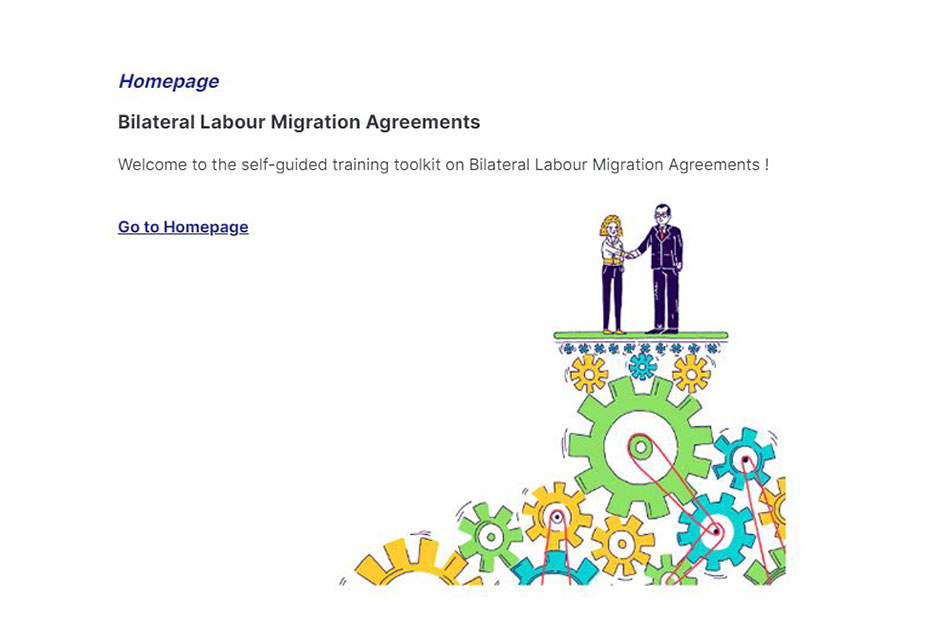 Homepage
Bilateral Labour Migration Agreements
Welcome to the self-guided training toolkit on Bilateral Labour Migration Agreements !
Go to Homepage